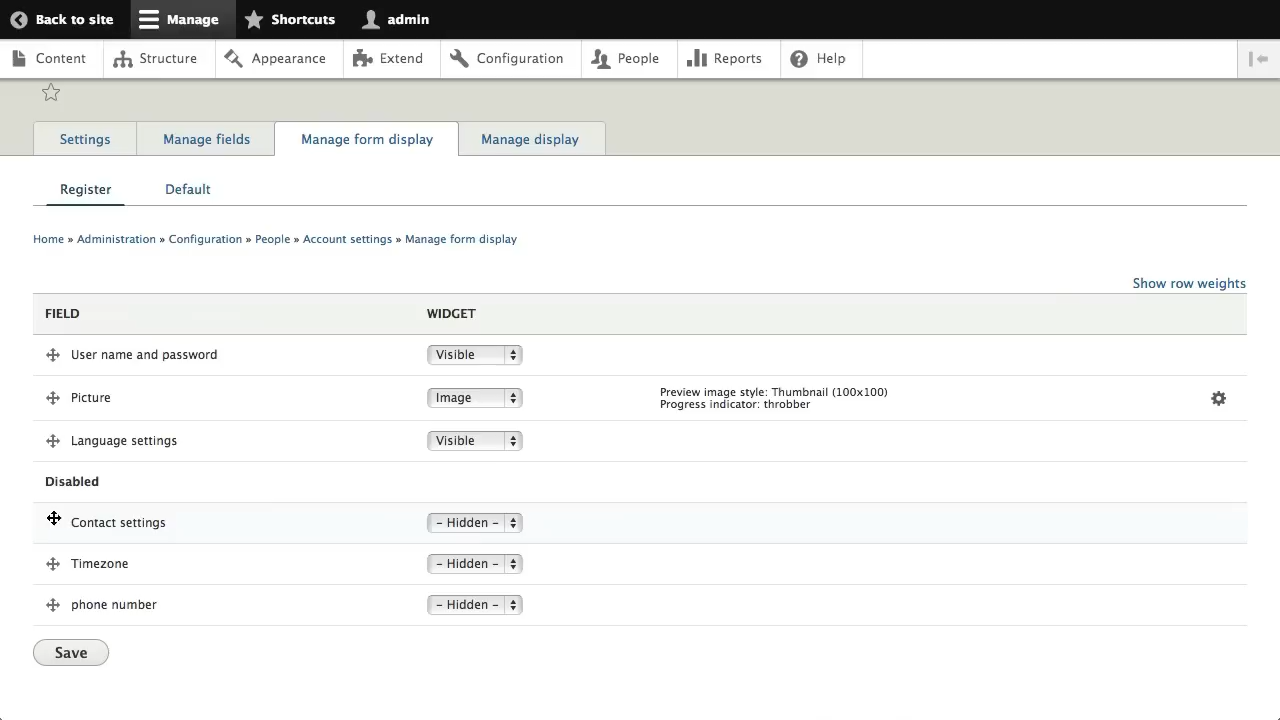 Back to site Manage Shortcuts admin
Content Structure Appearance Extend Configuration People Reports Help
Settings Manage fields Manage form display Manage display
Register Default
Home » Administration » Configuration » People » Account settings » Manage form display
Show row weights
FIELD WIDGET
User name and password Visible
Picture Image Preview image style: Thumbnail (100x100)
Progress indicator: throbber
Language settings Visible
Disabled
Contact settings - Hidden -
Timezone - Hidden -
phone number - Hidden -
Save